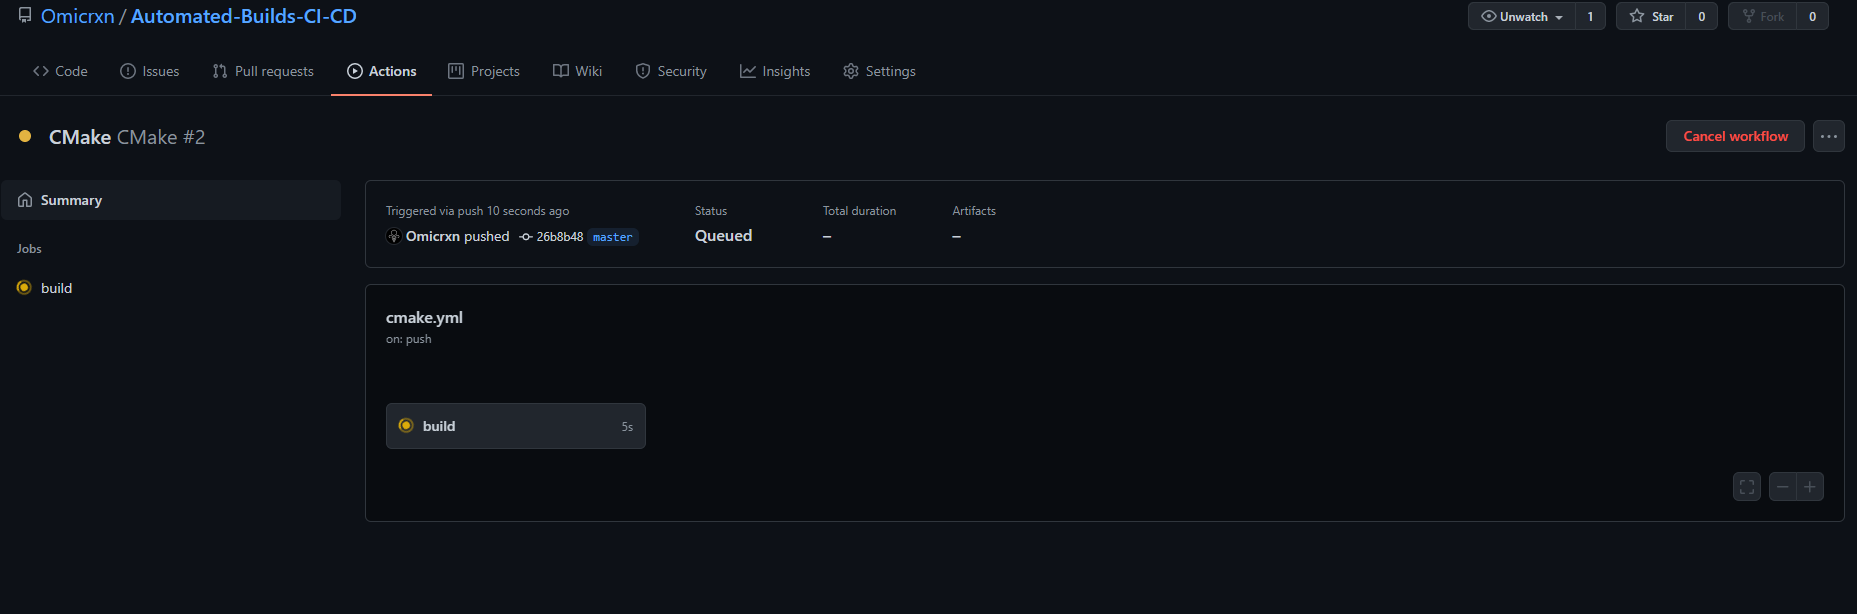 Omicrxn / Automated-Builds-CI-CD
Unwatch 1 Star 0 Fork 0
Code Issues Pull requests Actions Projects Wiki Security Insights Settings
CMake CMake #2
Cancel workflow
Summary
Jobs
build
Triggered via push 10 seconds ago
Omicrxn pushed 26b8b48 master
Status
Queued
Total duration
–
Artifacts
–
cmake.yml
on: push
build 5s